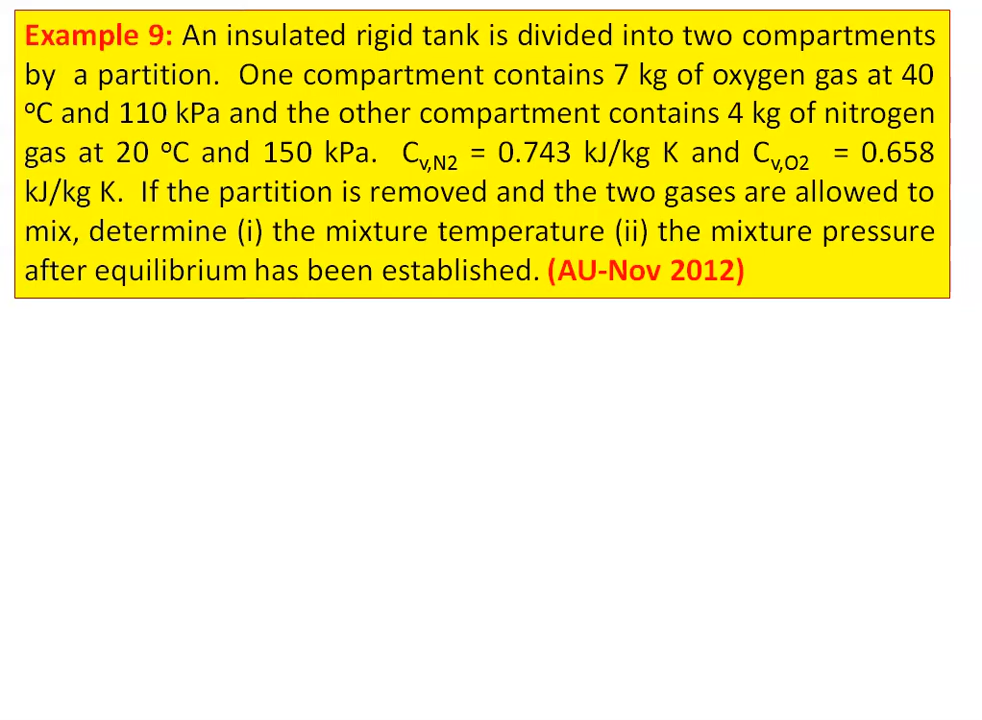 Example 9: An insulated rigid tank is divided into two compartments
by a partition. One compartment contains 7 kg of oxygen gas at 40
ºC and 110 kPa and the other compartment contains 4 kg of nitrogen
gas at 20 ºC and 150 kPa. Cv,N2 = 0.743 kJ/kg K and Cv,O2 = 0.658
kJ/kg K. If the partition is removed and the two gases are allowed to
mix, determine (i) the mixture temperature (ii) the mixture pressure
after equilibrium has been established. (AU-Nov 2012)